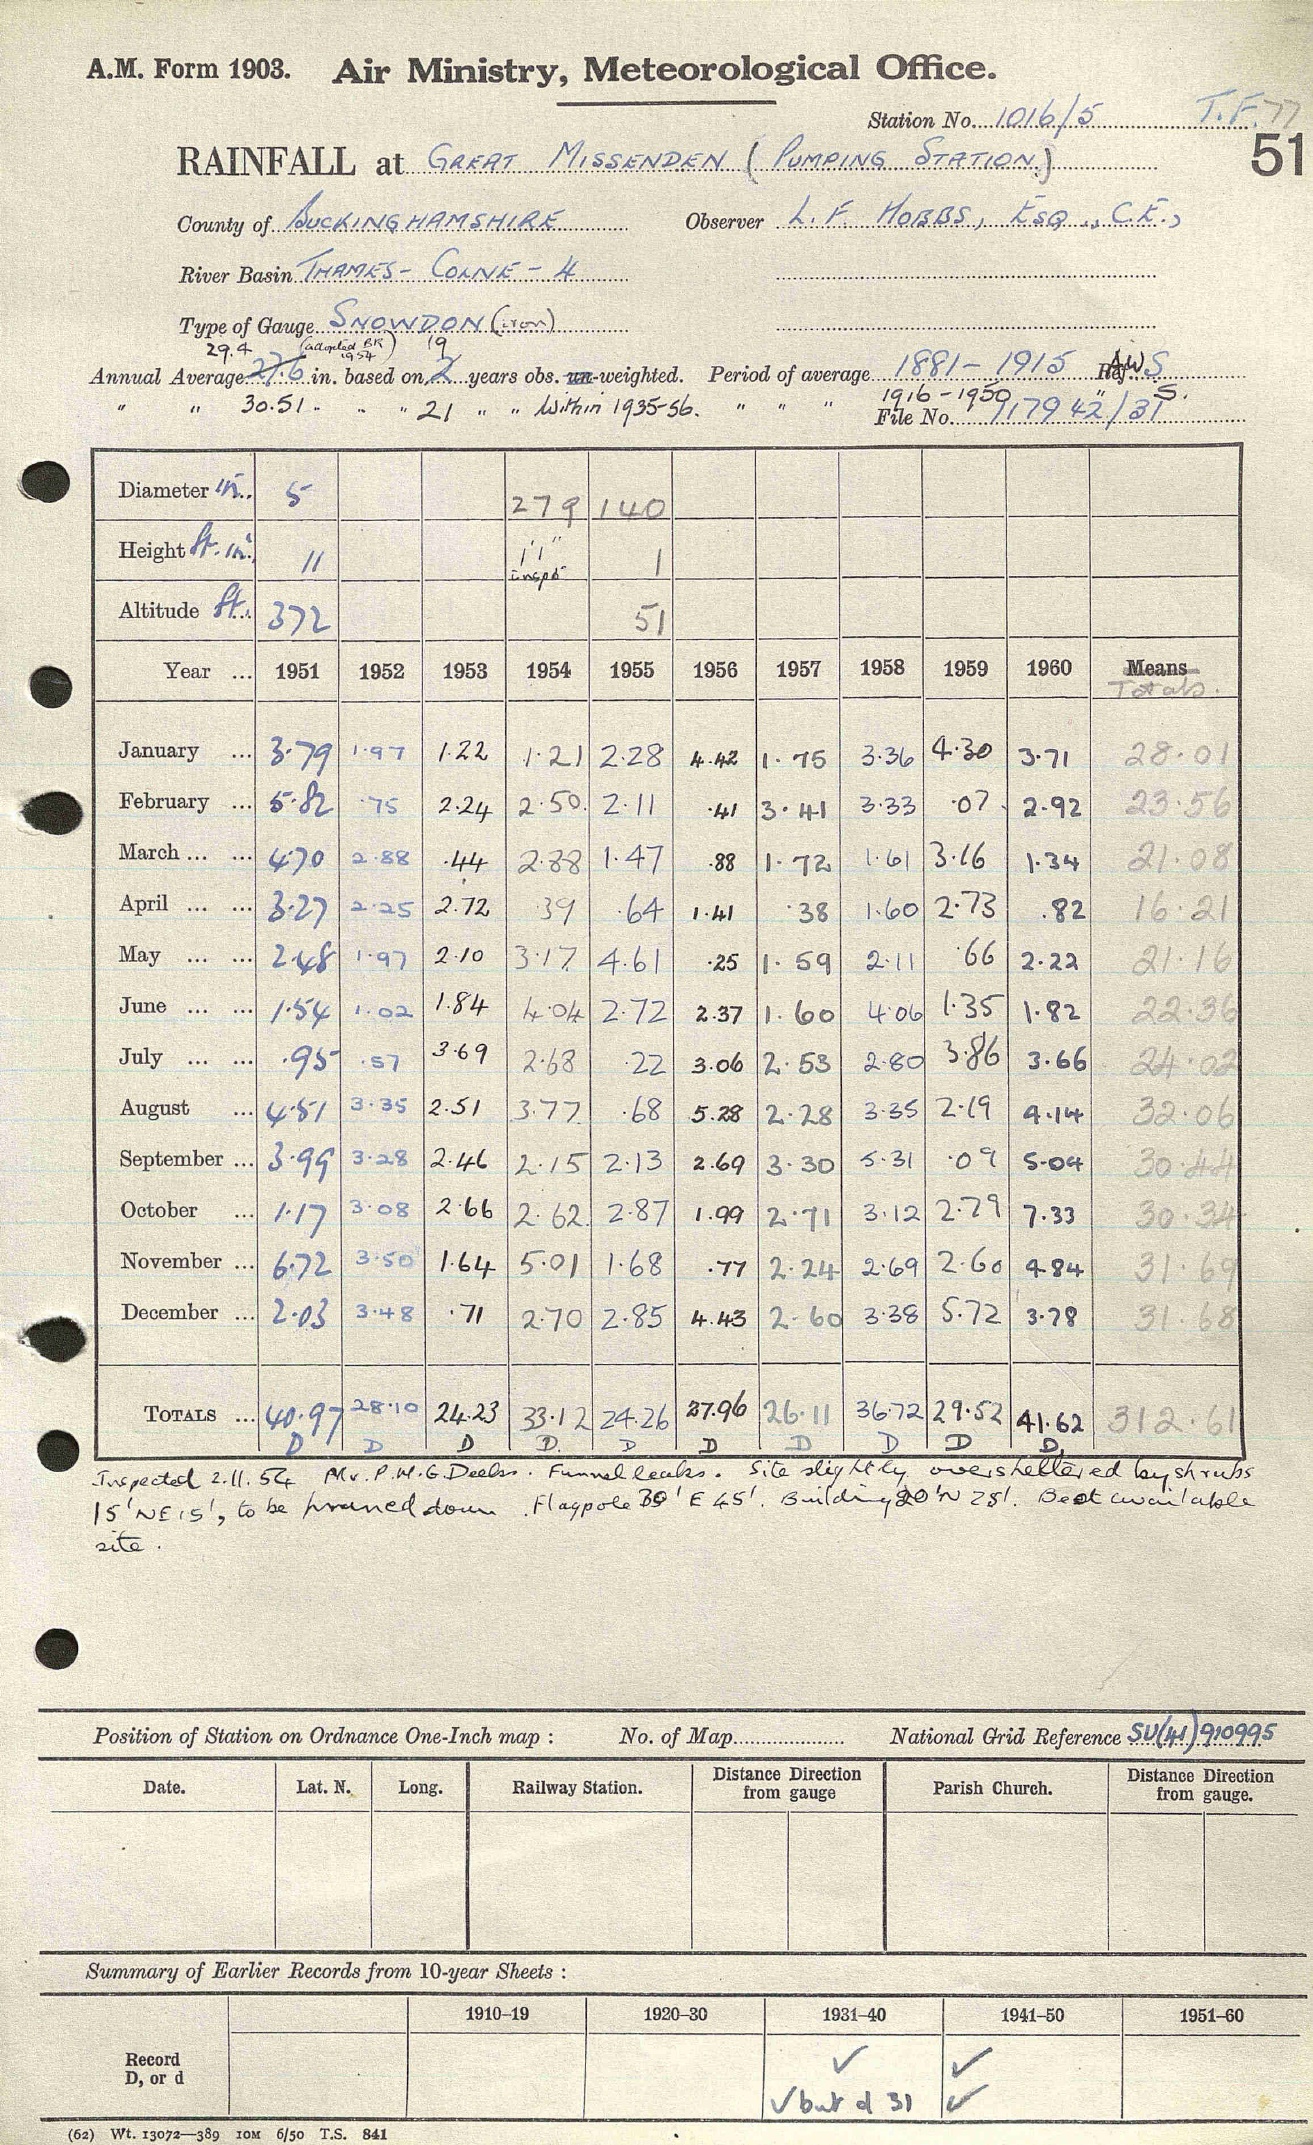 A.M. Form 1903. Air Ministry, Meteorological Office.
Station No. 1016/5 T.F. 77
51
RAINFALL at GREAT MISSENDEN (PUMPING STATION.)
County of BUCKINGHAMSHIRE Observer L. F. HOBBS, ESQ., C.E.,
River Basin THAMES - COLNE - 4
Type of Gauge SNOWDON (iron)
29.4 (adopted BR 1954) 19
Annual Average 27.6 in. based on 2 years obs. un-weighted. Period of average 1881-1915 Ref. AWS
" " 30.51 " " " 21 " " Within 1935-56. " " " 1916-1950 " S.
File No. 117942/31
Diameter in. 5 279 140
Height ft. in. 11 1'1" inspd 1
Altitude ft. 372 51
Year ... 1951 1952 1953 1954 1955 1956 1957 1958 1959 1960 Means
Totals.
January ... 3.79 1.97 1.22 1.21 2.28 4.42 1.75 3.36 4.30 3.71 28.01
February ... 5.82 .75 2.24 2.50 2.11 .41 3.41 3.33 .07 2.92 23.56
March ... ... 4.70 2.88 .44 2.88 1.47 .88 1.72 1.61 3.16 1.34 21.08
April ... ... 3.27 2.25 2.72 .39 .64 1.41 .38 1.60 2.73 .82 16.21
May ... ... 2.48 1.97 2.10 3.17 4.61 .25 1.59 2.11 .66 2.22 21.16
June ... ... 1.54 1.02 1.84 4.04 2.72 2.37 1.60 4.06 1.35 1.82 22.36
July ... ... .95 .57 3.69 2.68 .22 3.06 2.53 2.80 3.86 3.66 24.02
August ... 4.51 3.35 2.51 3.77 .68 5.28 2.28 3.35 2.19 4.14 32.06
September ... 3.99 3.28 2.46 2.15 2.13 2.69 3.30 5.31 .09 5.04 30.44
October ... 1.17 3.08 2.66 2.62 2.87 1.99 2.71 3.12 2.79 7.33 30.34
November ... 6.72 3.50 1.64 5.01 1.68 .77 2.24 2.69 2.60 4.84 31.69
December ... 2.03 3.48 .71 2.70 2.85 4.43 2.60 3.38 5.72 3.78 31.68
TOTALS ... 40.97 28.10 24.23 33.12 24.26 27.96 26.11 36.72 29.52 41.62 312.61
D D D D. D D D D D D.
Inspected 2.11.54 Mr. P.M.G. Deeks. Funnel leaks. Site slightly oversheltered by shrubs
15' NE 15', to be pruned down. Flagpole 30' E 45'. Building 20' N 28'. Best available
site.
Position of Station on Ordnance One-Inch map : No. of Map National Grid Reference SU(41)910995
Date. Lat. N. Long. Railway Station. Distance Direction from gauge Parish Church. Distance Direction from gauge.
Summary of Earlier Records from 10-year Sheets :
1910–19 1920–30 1931–40 1941–50 1951–60
Record ✓ ✓
D, or d ✓ but d 31 ✓
(62) Wt. 13072—389 10M 6/50 T.S. 841